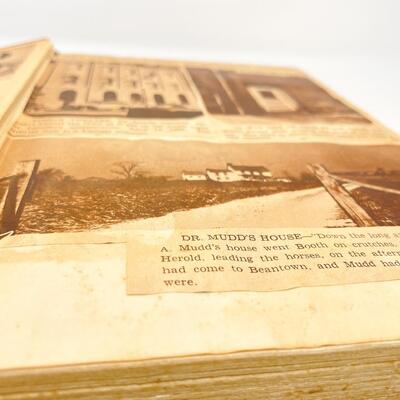 DR. MUDD'S HOUSE—"Down the long
A. Mudd's house went Booth on crutches,
Herold, leading the horses, on the
had come to Beantown, and Mudd had
were.